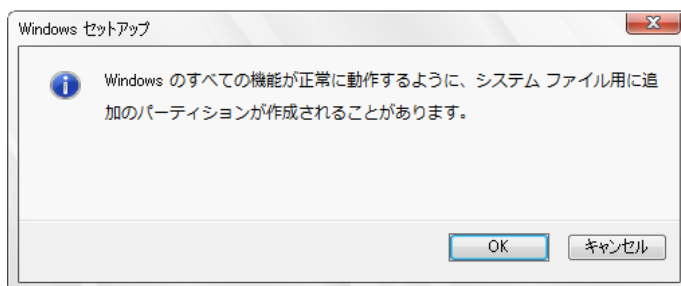 Windows セットアップ
Windows のすべての機能が正常に動作するように、システム ファイル用に追
加のパーティションが作成されることがあります。
OK
キャンセル